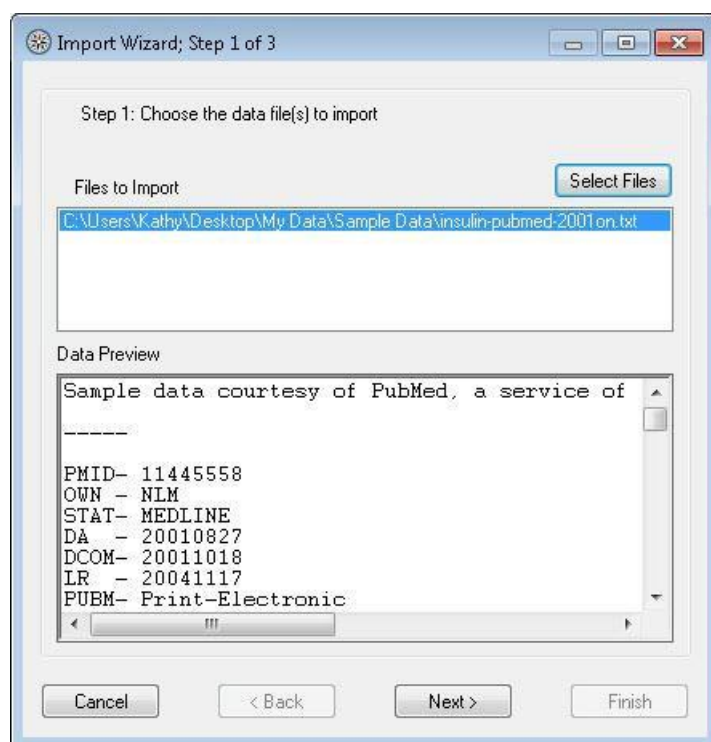 Import Wizard; Step 1 of 3
Step 1: Choose the data file(s) to import
Files to Import
Select Files
C:\Users\Kathy\Desktop\My Data\Sample Data\insulin-pubmed-2001on.txt
Data Preview
Sample data courtesy of PubMed, a service of
-----
PMID- 11445558
OWN - NLM
STAT- MEDLINE
DA  - 20010827
DCOM- 20011018
LR  - 20041117
PUBM- Print-Electronic
Cancel
< Back
Next >
Finish